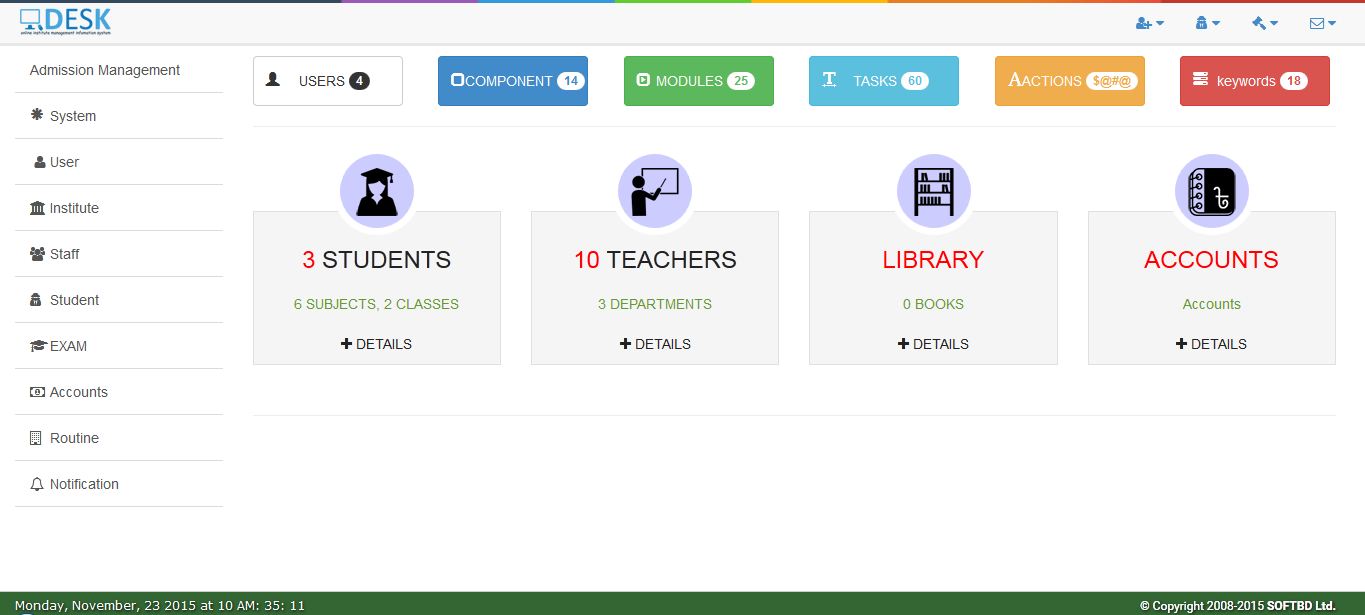 DESK
online institute management information system
Admission Management
System
User
Institute
Staff
Student
EXAM
Accounts
Routine
Notification
USERS 4
COMPONENT 14
MODULES 25
TASKS 60
AACTIONS $@#@
keywords 18
3 STUDENTS
6 SUBJECTS, 2 CLASSES
DETAILS
10 TEACHERS
3 DEPARTMENTS
DETAILS
LIBRARY
0 BOOKS
DETAILS
ACCOUNTS
Accounts
DETAILS
Monday, November, 23 2015 at 10 AM: 35: 11
© Copyright 2008-2015 SOFTBD Ltd.